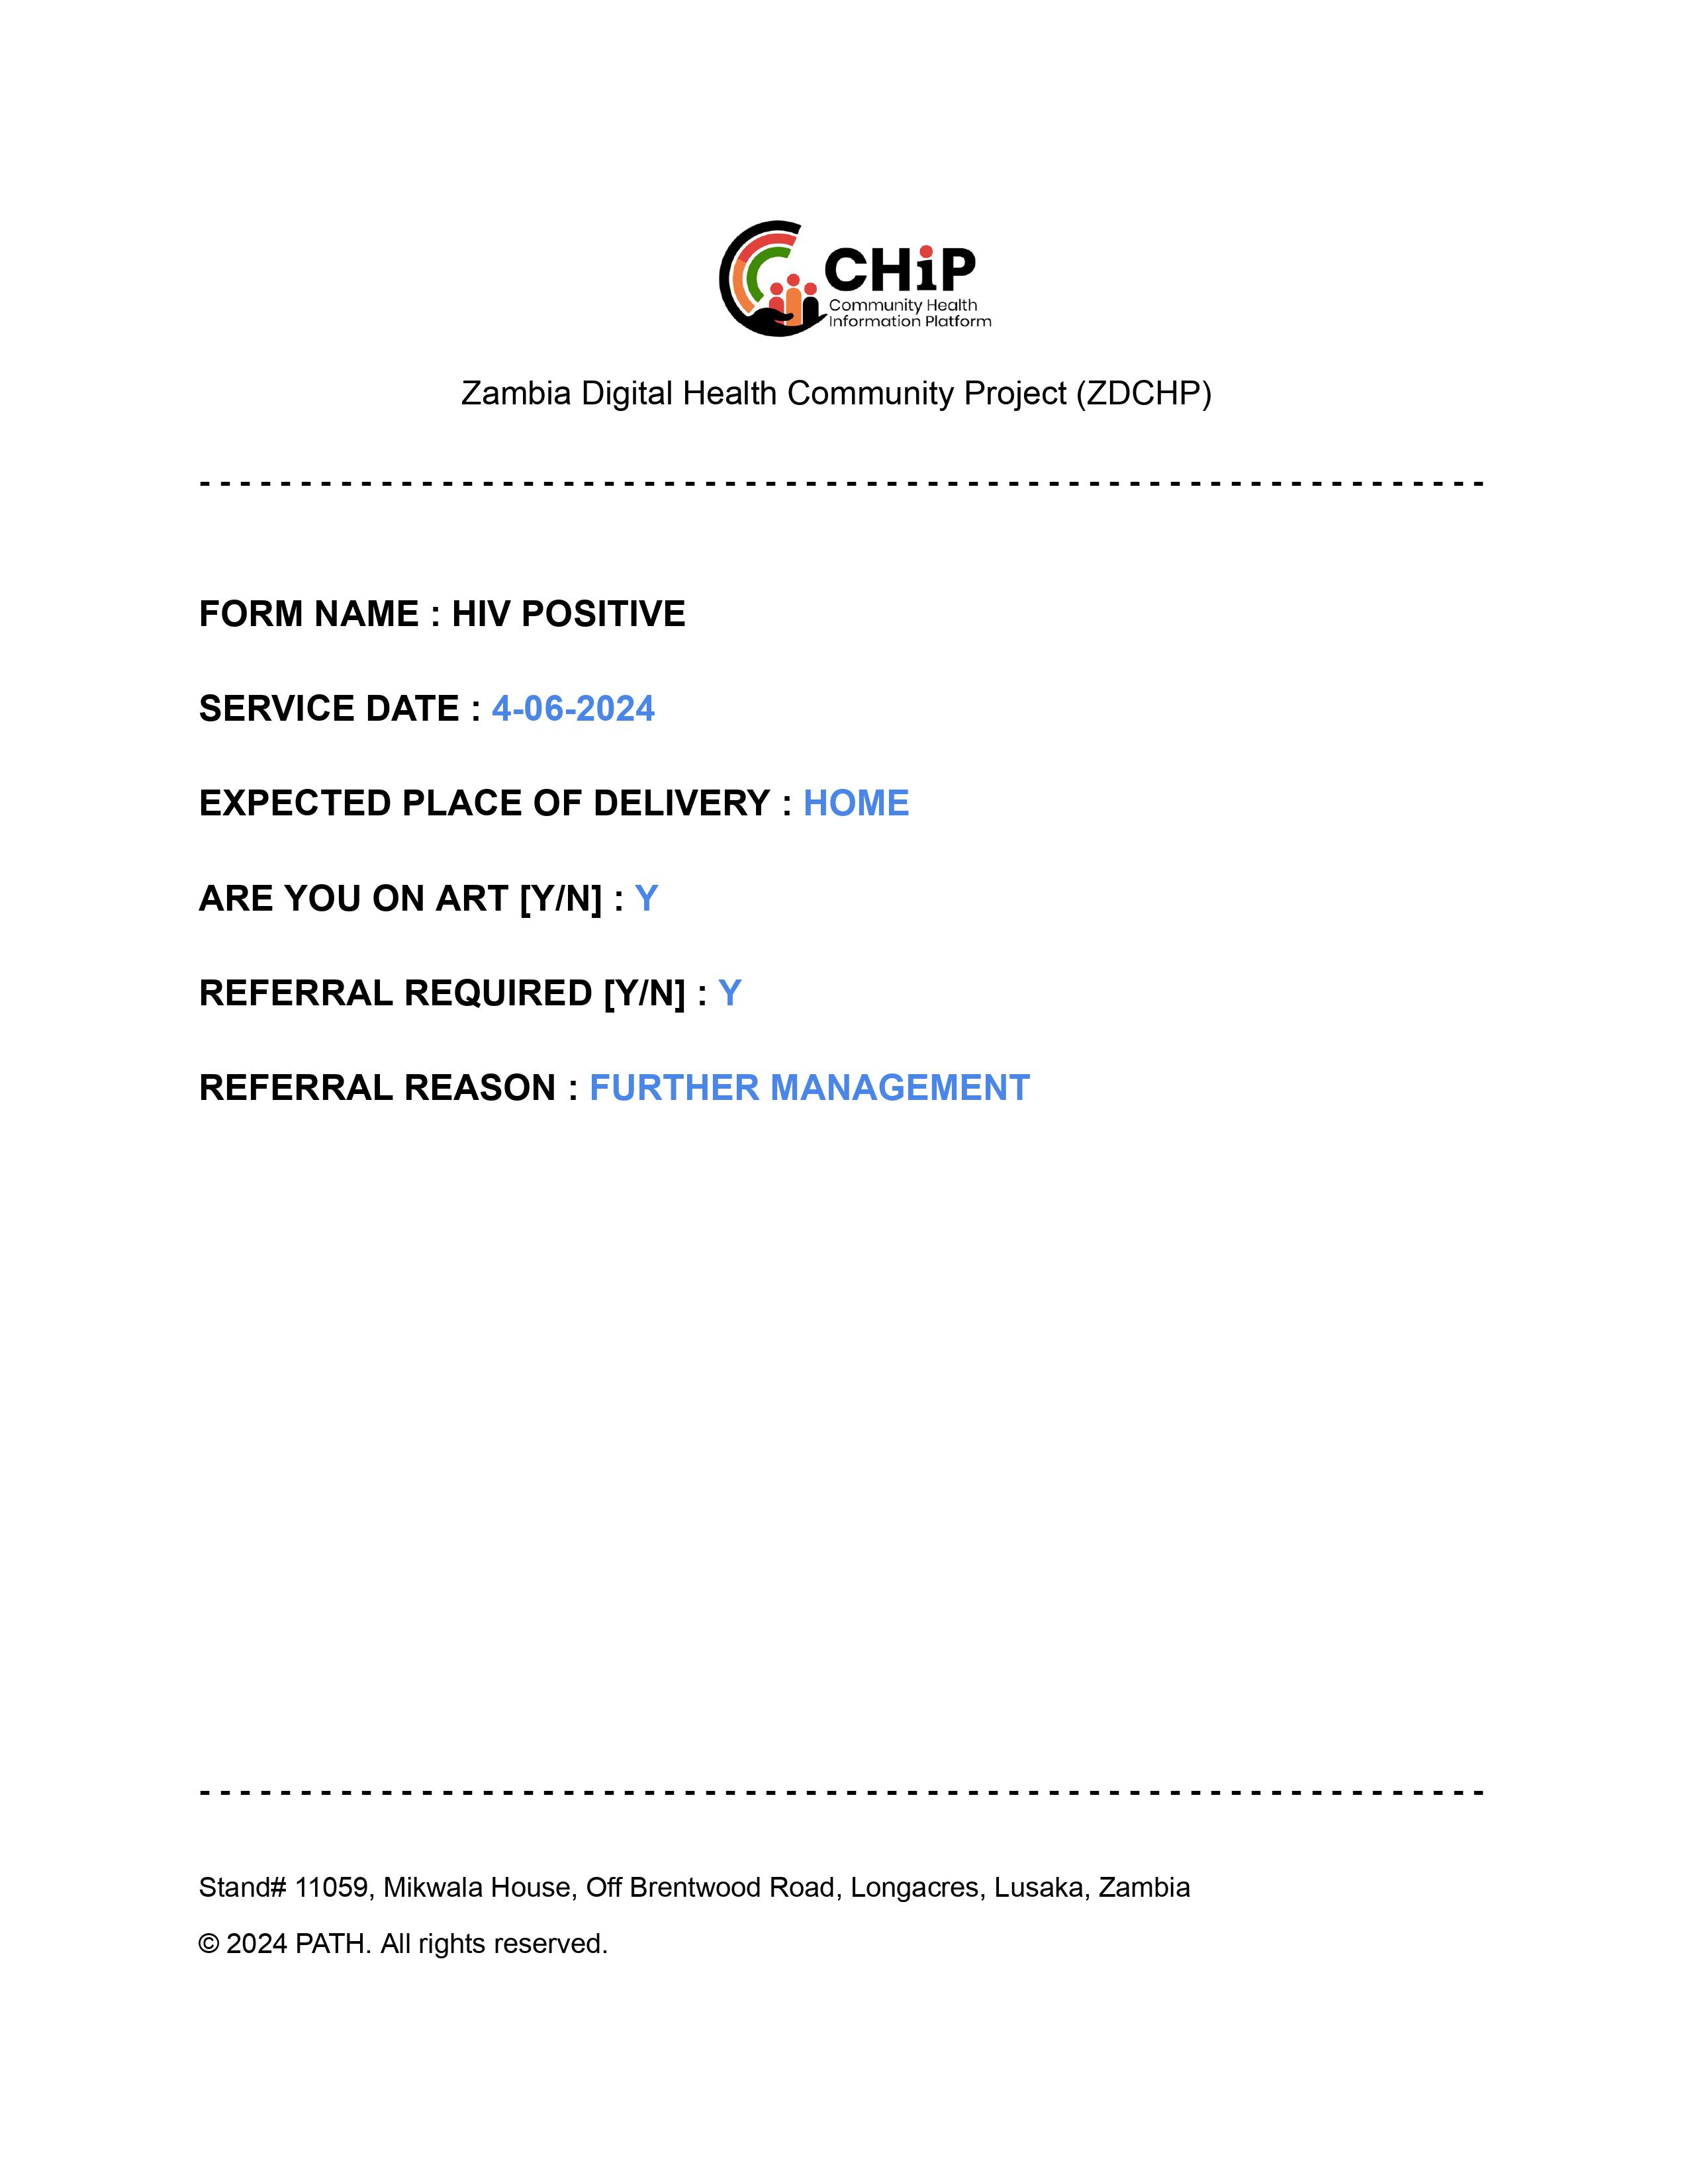 CHiP
Community Health
Information Platform
Zambia Digital Health Community Project (ZDCHP)
- - - - - - - - - - - - - - - - - - - - - - - - - - - - - - - - - - - - - - - - - - - - - - - - - - - - - - - - - - - - - - - -
FORM NAME : HIV POSITIVE
SERVICE DATE : 4-06-2024
EXPECTED PLACE OF DELIVERY : HOME
ARE YOU ON ART [Y/N] : Y
REFERRAL REQUIRED [Y/N] : Y
REFERRAL REASON : FURTHER MANAGEMENT
- - - - - - - - - - - - - - - - - - - - - - - - - - - - - - - - - - - - - - - - - - - - - - - - - - - - - - - - - - - - - - - -
Stand# 11059, Mikwala House, Off Brentwood Road, Longacres, Lusaka, Zambia
© 2024 PATH. All rights reserved.